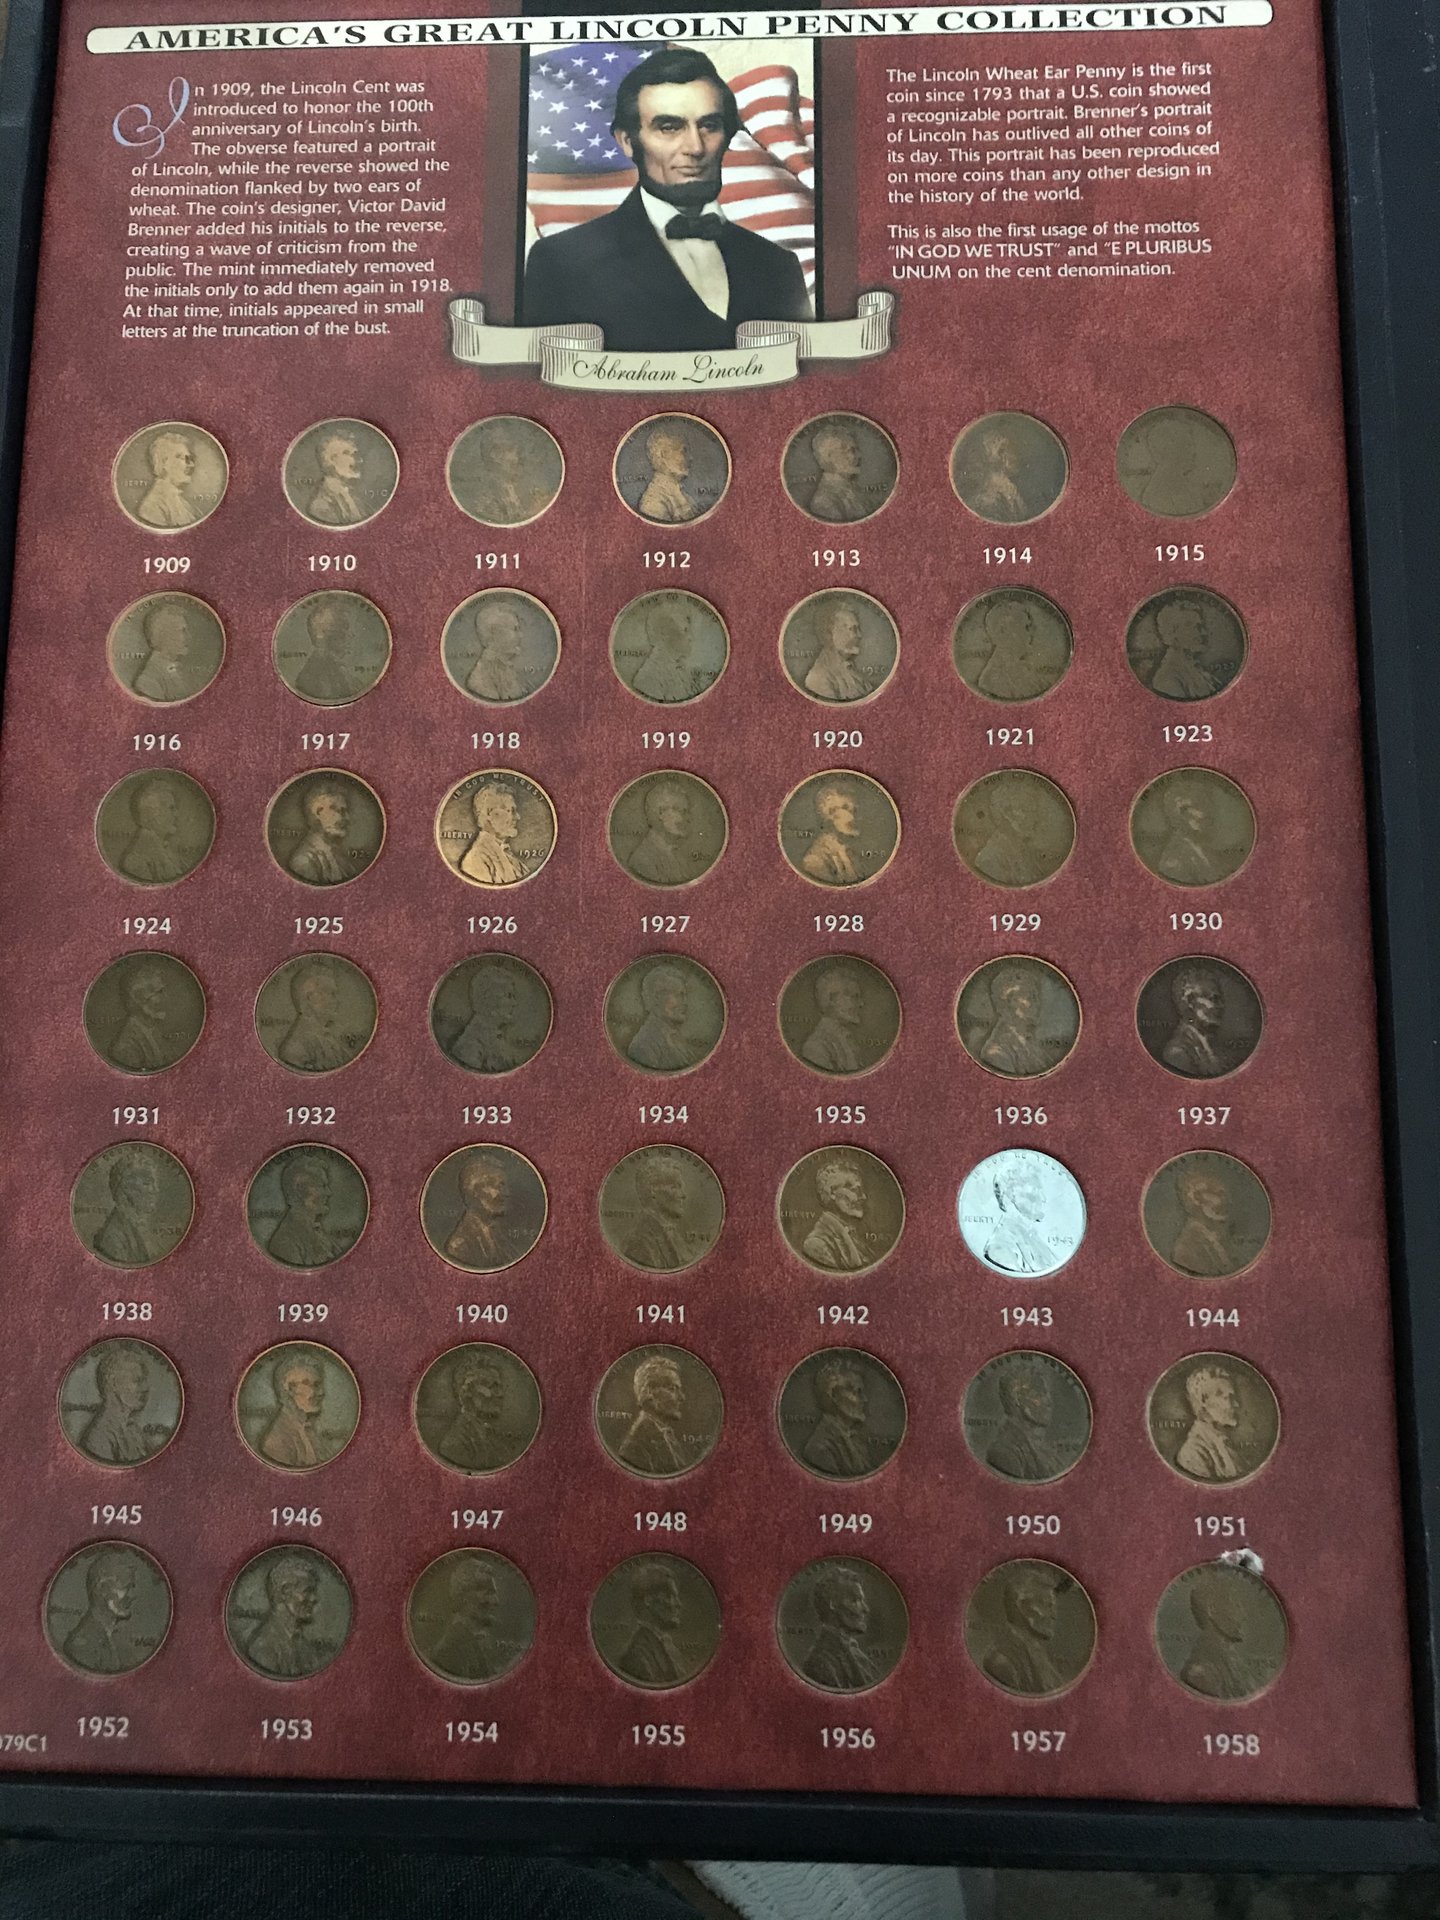 AMERICA'S GREAT LINCOLN PENNY COLLECTION
In 1909, the Lincoln Cent was
introduced to honor the 100th
anniversary of Lincoln's birth.
The obverse featured a portrait
of Lincoln, while the reverse showed the
denomination flanked by two ears of
wheat. The coin's designer, Victor David
Brenner added his initials to the reverse,
creating a wave of criticism from the
public. The mint immediately removed
the initials only to add them again in 1918.
At that time, initials appeared in small
letters at the truncation of the bust.
The Lincoln Wheat Ear Penny is the first
coin since 1793 that a U.S. coin showed
a recognizable portrait. Brenner's portrait
of Lincoln has outlived all other coins of
its day. This portrait has been reproduced
on more coins than any other design in
the history of the world.
This is also the first usage of the mottos
"IN GOD WE TRUST" and "E PLURIBUS
UNUM on the cent denomination.
Abraham Lincoln
1909 1910 1911 1912 1913 1914 1915
1916 1917 1918 1919 1920 1921 1923
IN GOD WE TRUST
LIBERTY 1926
1924 1925 1926 1927 1928 1929 1930
1931 1932 1933 1934 1935 1936 1937
1938 1939 1940 1941 1942 1943 1944
1945 1946 1947 1948 1949 1950 1951
1952 1953 1954 1955 1956 1957 1958
079C1